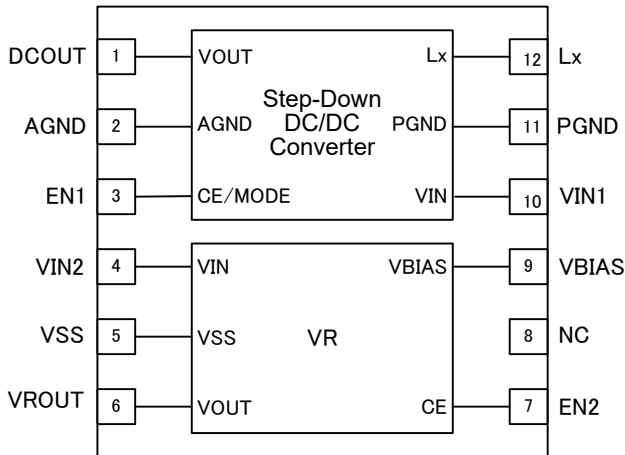 DCOUT 1 VOUT Lx 12 Lx
Step-Down
AGND 2 AGND DC/DC PGND 11 PGND
Converter
EN1 3 CE/MODE VIN 10 VIN1
VIN2 4 VIN VBIAS 9 VBIAS
VSS 5 VSS VR 8 NC
VROUT 6 VOUT CE 7 EN2